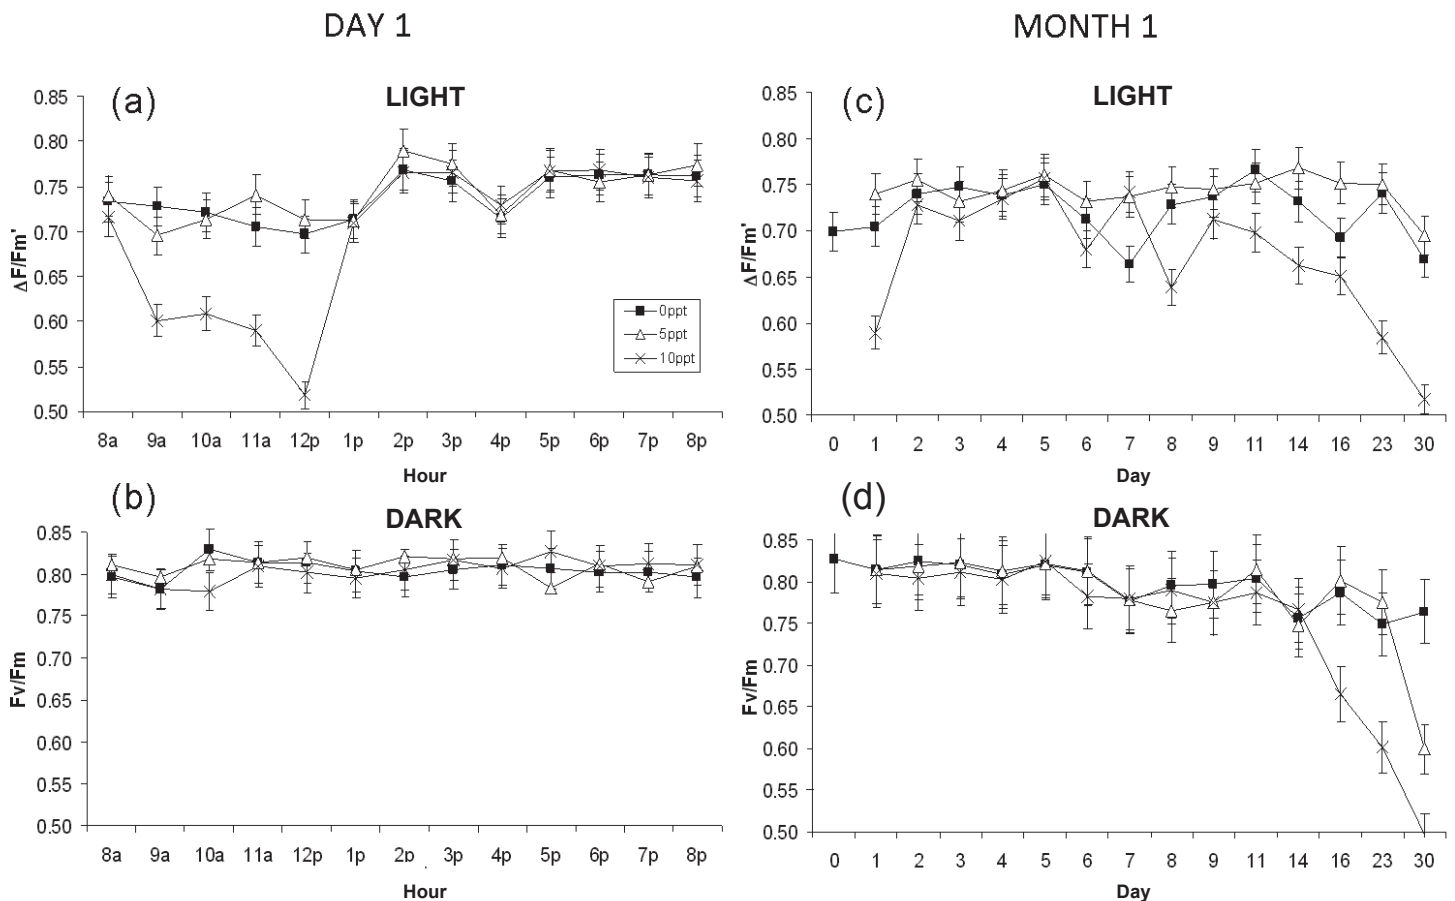 DAY 1
MONTH 1
(a)
LIGHT
0.85
0.80
0.75
0.70
0.65
0.60
0.55
0.50
ΔF/Fm'
8a 9a 10a 11a 12p 1p 2p 3p 4p 5p 6p 7p 8p
Hour
0ppt
5ppt
10ppt
(c)
LIGHT
0.85
0.80
0.75
0.70
0.65
0.60
0.55
0.50
ΔF/Fm'
0 1 2 3 4 5 6 7 8 9 11 14 16 23 30
Day
(b)
DARK
0.85
0.80
0.75
0.70
0.65
0.60
0.55
0.50
Fv/Fm
8a 9a 10a 11a 12p 1p 2p 3p 4p 5p 6p 7p 8p
Hour
(d)
DARK
0.85
0.80
0.75
0.70
0.65
0.60
0.55
0.50
Fv/Fm
0 1 2 3 4 5 6 7 8 9 11 14 16 23 30
Day